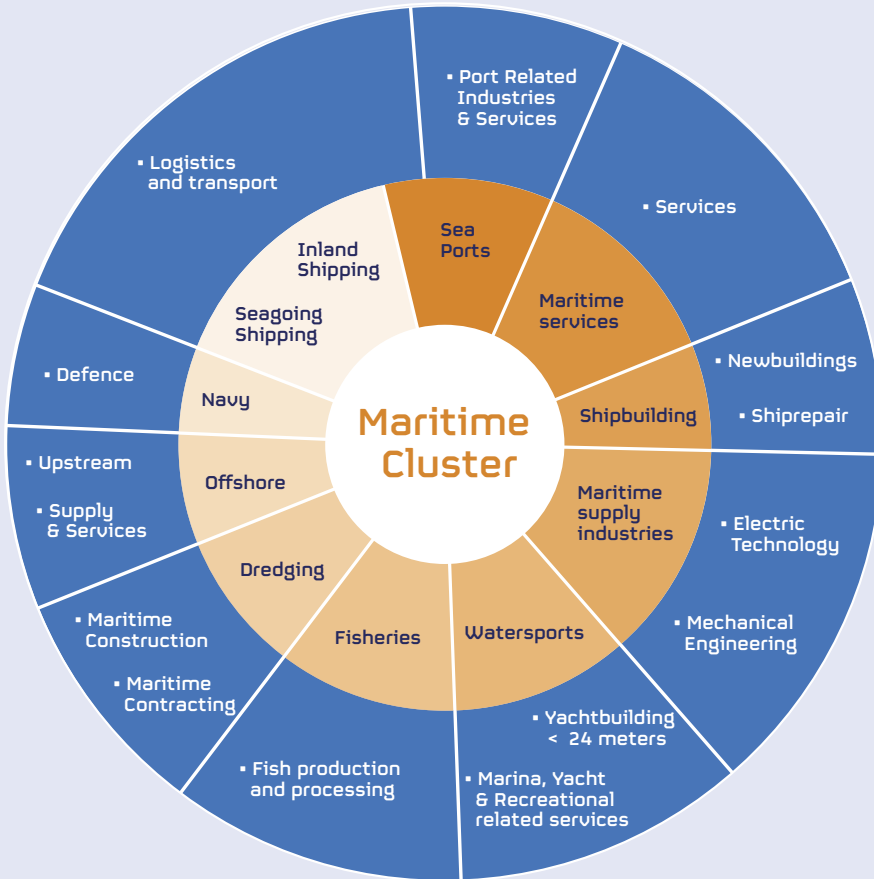 Maritime
Cluster
Sea
Ports
▪ Port Related
Industries
& Services
Maritime
services
▪ Services
Shipbuilding
▪ Newbuildings
▪ Shiprepair
Maritime
supply
industries
▪ Electric
Technology
▪ Mechanical
Engineering
Watersports
▪ Yachtbuilding
< 24 meters
▪ Marina, Yacht
& Recreational
related services
Fisheries
▪ Fish production
and processing
Dredging
▪ Maritime
Construction
▪ Maritime
Contracting
Offshore
▪ Upstream
▪ Supply
& Services
Navy
▪ Defence
Inland
Shipping
Seagoing
Shipping
▪ Logistics
and transport